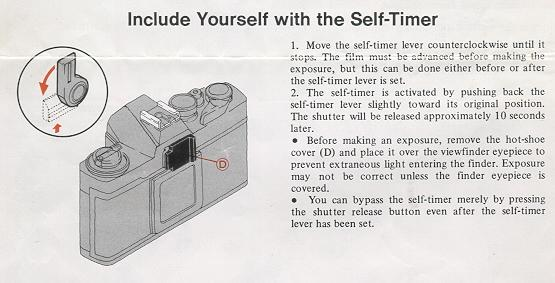 Include Yourself with the Self-Timer
1. Move the self-timer lever counterclockwise until it
stops. The film must be advanced before making the
exposure, but this can be done either before or after
the self-timer lever is set.
2. The self-timer is activated by pushing back the
self-timer lever slightly toward its original position.
The shutter will be released approximately 10 seconds
later.
● Before making an exposure, remove the hot-shoe
cover (D) and place it over the viewfinder eyepiece to
prevent extraneous light entering the finder. Exposure
may not be correct unless the finder eyepiece is
covered.
● You can bypass the self-timer merely by pressing
the shutter release button even after the self-timer
lever has been set.
D